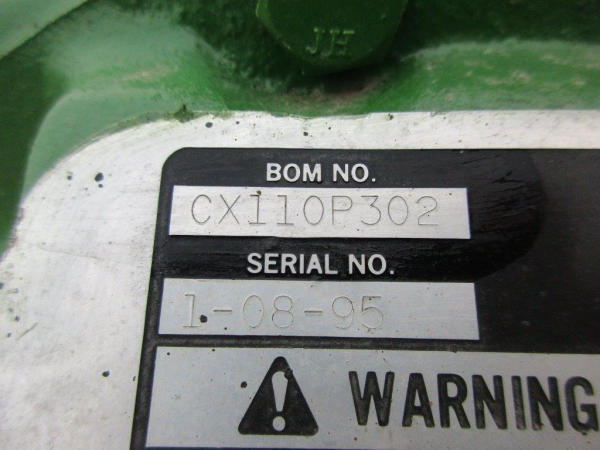 JH
BOM NO.
CX110P302
SERIAL NO.
1-08-95
WARNING